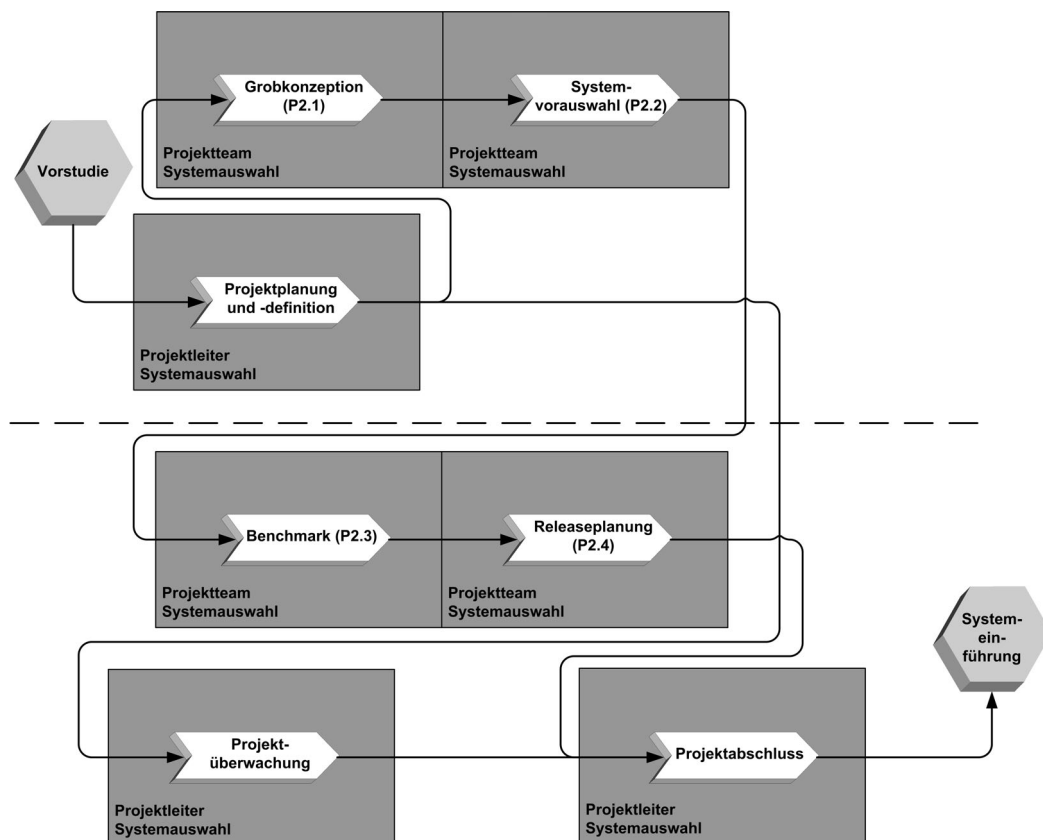 Grobkonzeption
(P2.1)
System-
vorauswahl (P2.2)
Projektteam
Systemauswahl
Projektteam
Systemauswahl
Vorstudie
Projektplanung
und -definition
Projektleiter
Systemauswahl
Benchmark (P2.3)
Releaseplanung
(P2.4)
Projektteam
Systemauswahl
Projektteam
Systemauswahl
System-
ein-
führung
Projekt-
überwachung
Projektabschluss
Projektleiter
Systemauswahl
Projektleiter
Systemauswahl